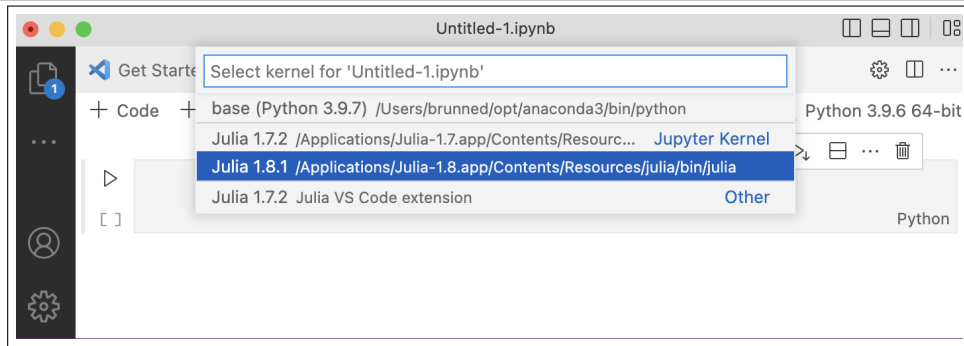 Untitled-1.ipynb
Get Starte
Select kernel for 'Untitled-1.ipynb'
1
+ Code +
base (Python 3.9.7) /Users/brunned/opt/anaconda3/bin/python
Python 3.9.6 64-bit
Julia 1.7.2 /Applications/Julia-1.7.app/Contents/Resourc... Jupyter Kernel
Julia 1.8.1 /Applications/Julia-1.8.app/Contents/Resources/julia/bin/julia
Julia 1.7.2 Julia VS Code extension Other
[ ]
Python